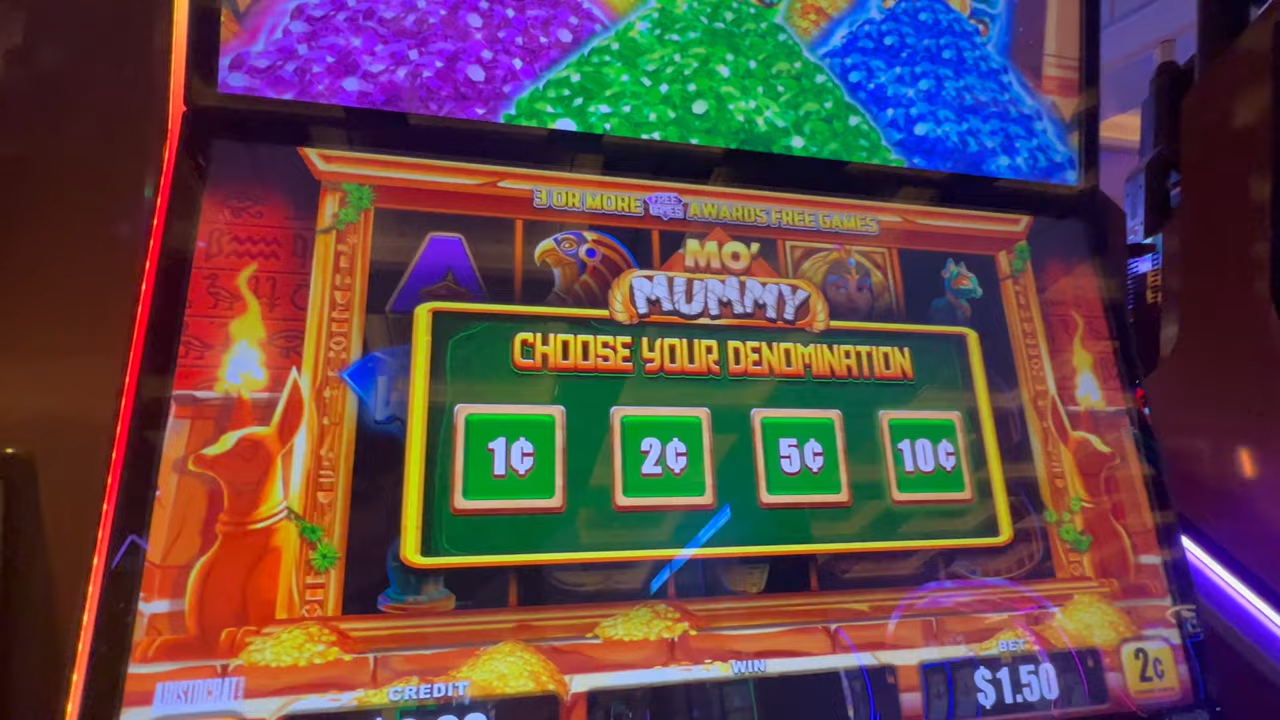 3 OR MORE FREE GAMES AWARDS FREE GAMES
MO'
MUMMY
CHOOSE YOUR DENOMINATION
1¢ 2¢ 5¢ 10¢
ARISTOCRAT
CREDIT
WIN
BET
$1.50
2¢